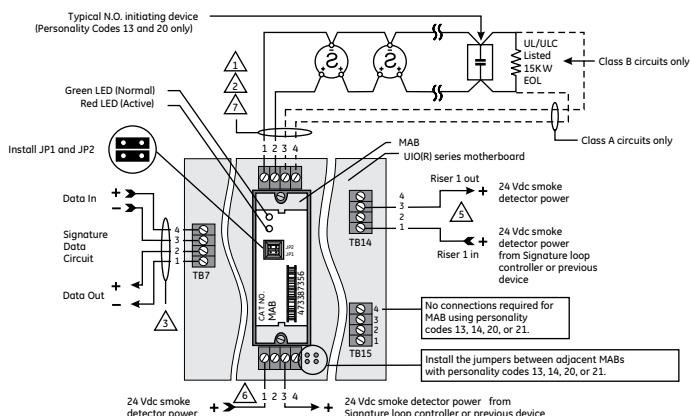 Typical N.O. initiating device
(Personality Codes 13 and 20 only)
UL/ULC
Listed
15KW
EOL
Class B circuits only
Class A circuits only
1
2
7
S
S
+ +
+ +
Green LED (Normal)
Red LED (Active)
1 2 3 4
Install JP1 and JP2
MAB
UIO(R) series motherboard
Riser 1 out
+ 24 Vdc smoke
detector power
5
+ 24 Vdc smoke
detector power
from Signature loop
controller or previous
device
Riser 1 in
4
3
2
1
TB14
Data In
+
–
Signature
Data
Circuit
Data Out
+
–
3
4
3
2
1
TB7
JP2
JP1
CAT NO.
MAB
473387356
4
3
2
1
TB15
No connections required for
MAB using personality
codes 13, 14, 20, or 21.
Install the jumpers between adjacent MABs
with personality codes 13, 14, 20, or 21.
6
1 2 3 4
24 Vdc smoke
detector power +
+ 24 Vdc smoke detector power from
Signature loop controller or previous device